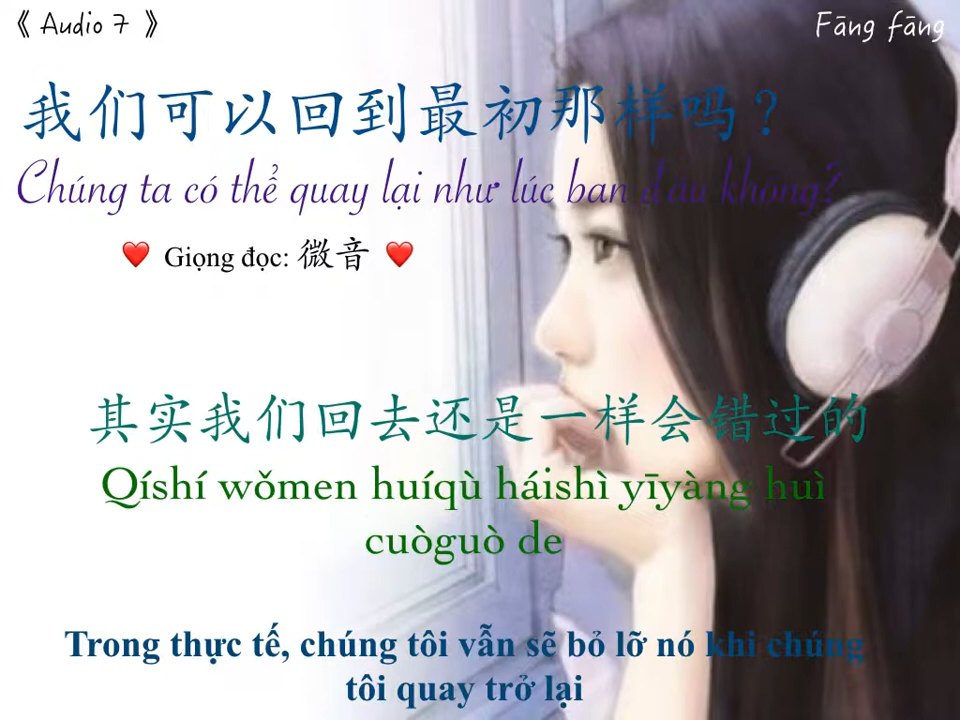 《 Audio 7 》
Fāng fāng
我们可以回到最初那样吗？
Chúng ta có thể quay lại như lúc ban đầu không?
❤️ Giọng đọc: 微音 ❤️
其实我们回去还是一样会错过的
Qíshí wǒmen huíqù háishì yīyàng huì
cuòguò de
Trong thực tế, chúng tôi vẫn sẽ bỏ lỡ nó khi chúng
tôi quay trở lại